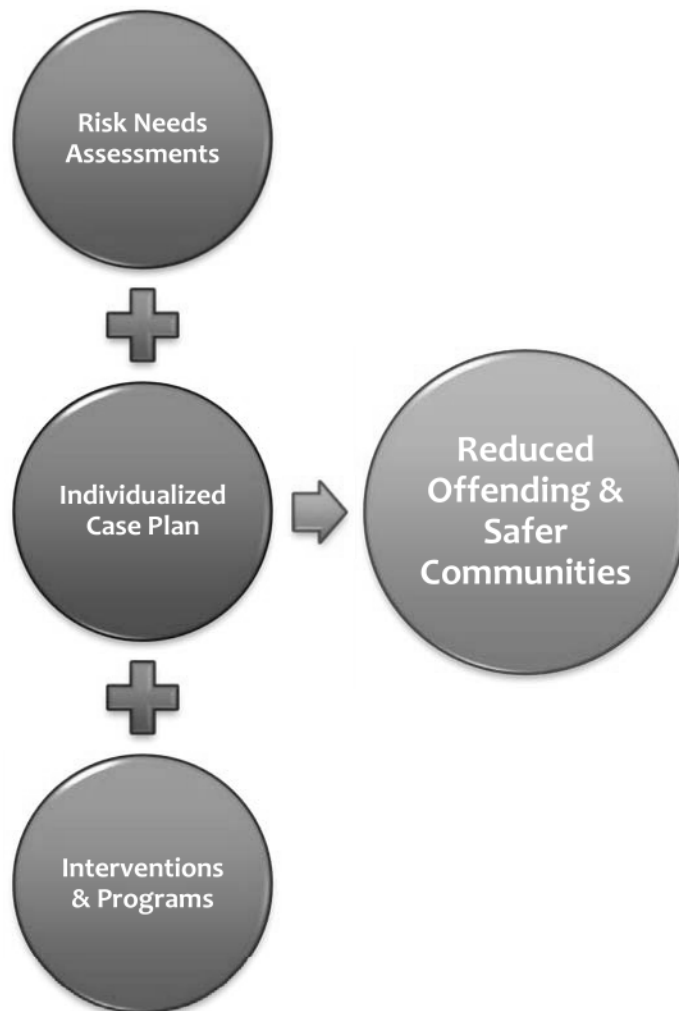 Risk Needs
Assessments
Individualized
Case Plan
Interventions
& Programs
Reduced
Offending &
Safer
Communities